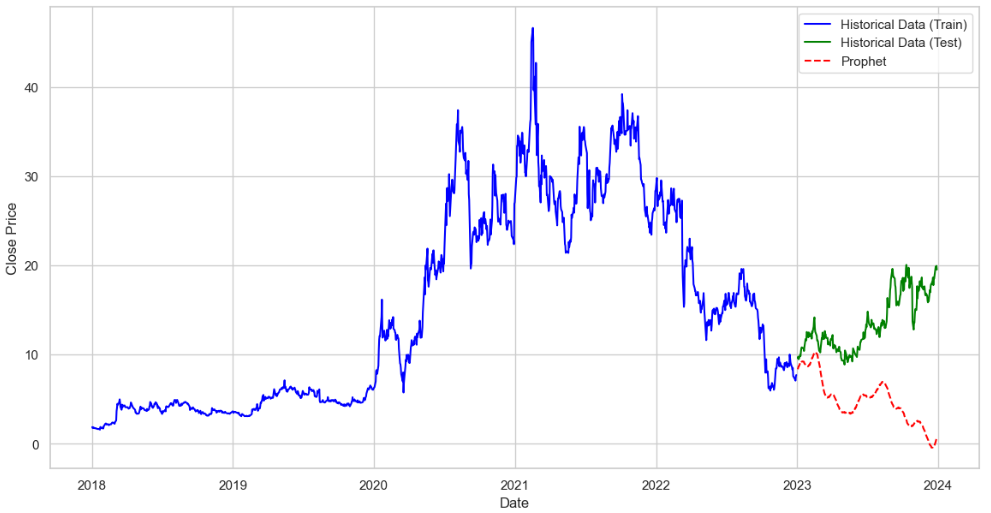 Historical Data (Train)
Historical Data (Test)
Prophet
Close Price
40
30
20
10
0
2018 2019 2020 2021 2022 2023 2024
Date